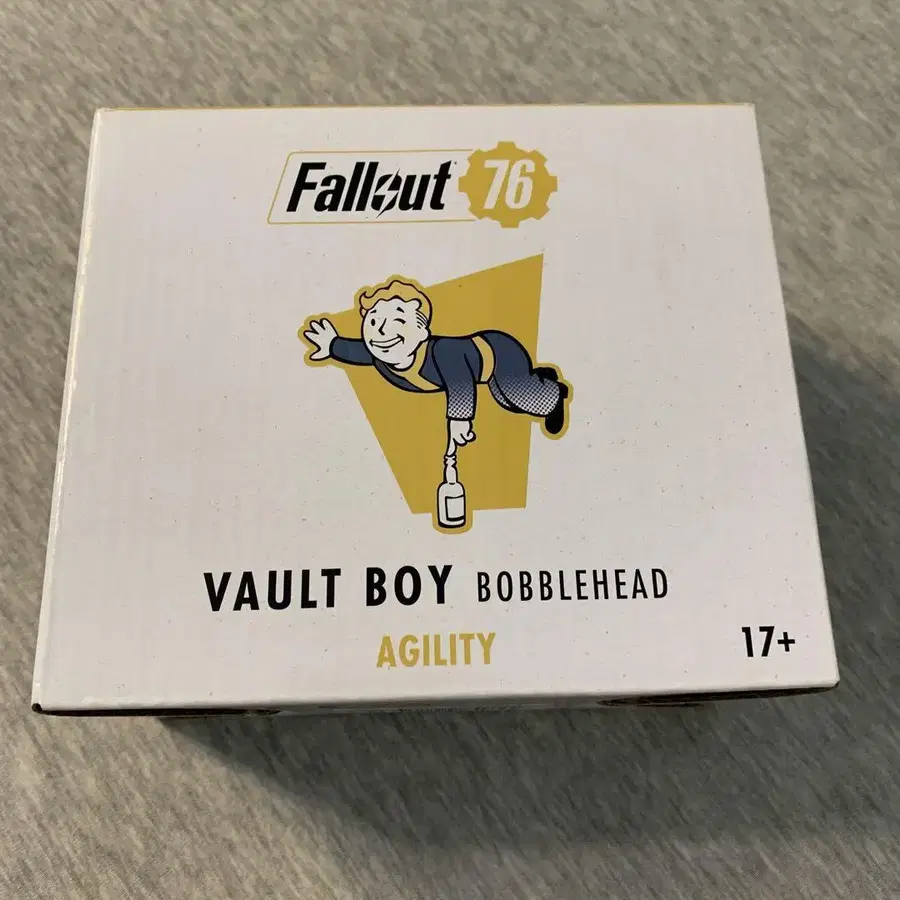 Fallout 76
VAULT BOY BOBBLEHEAD
AGILITY
17+